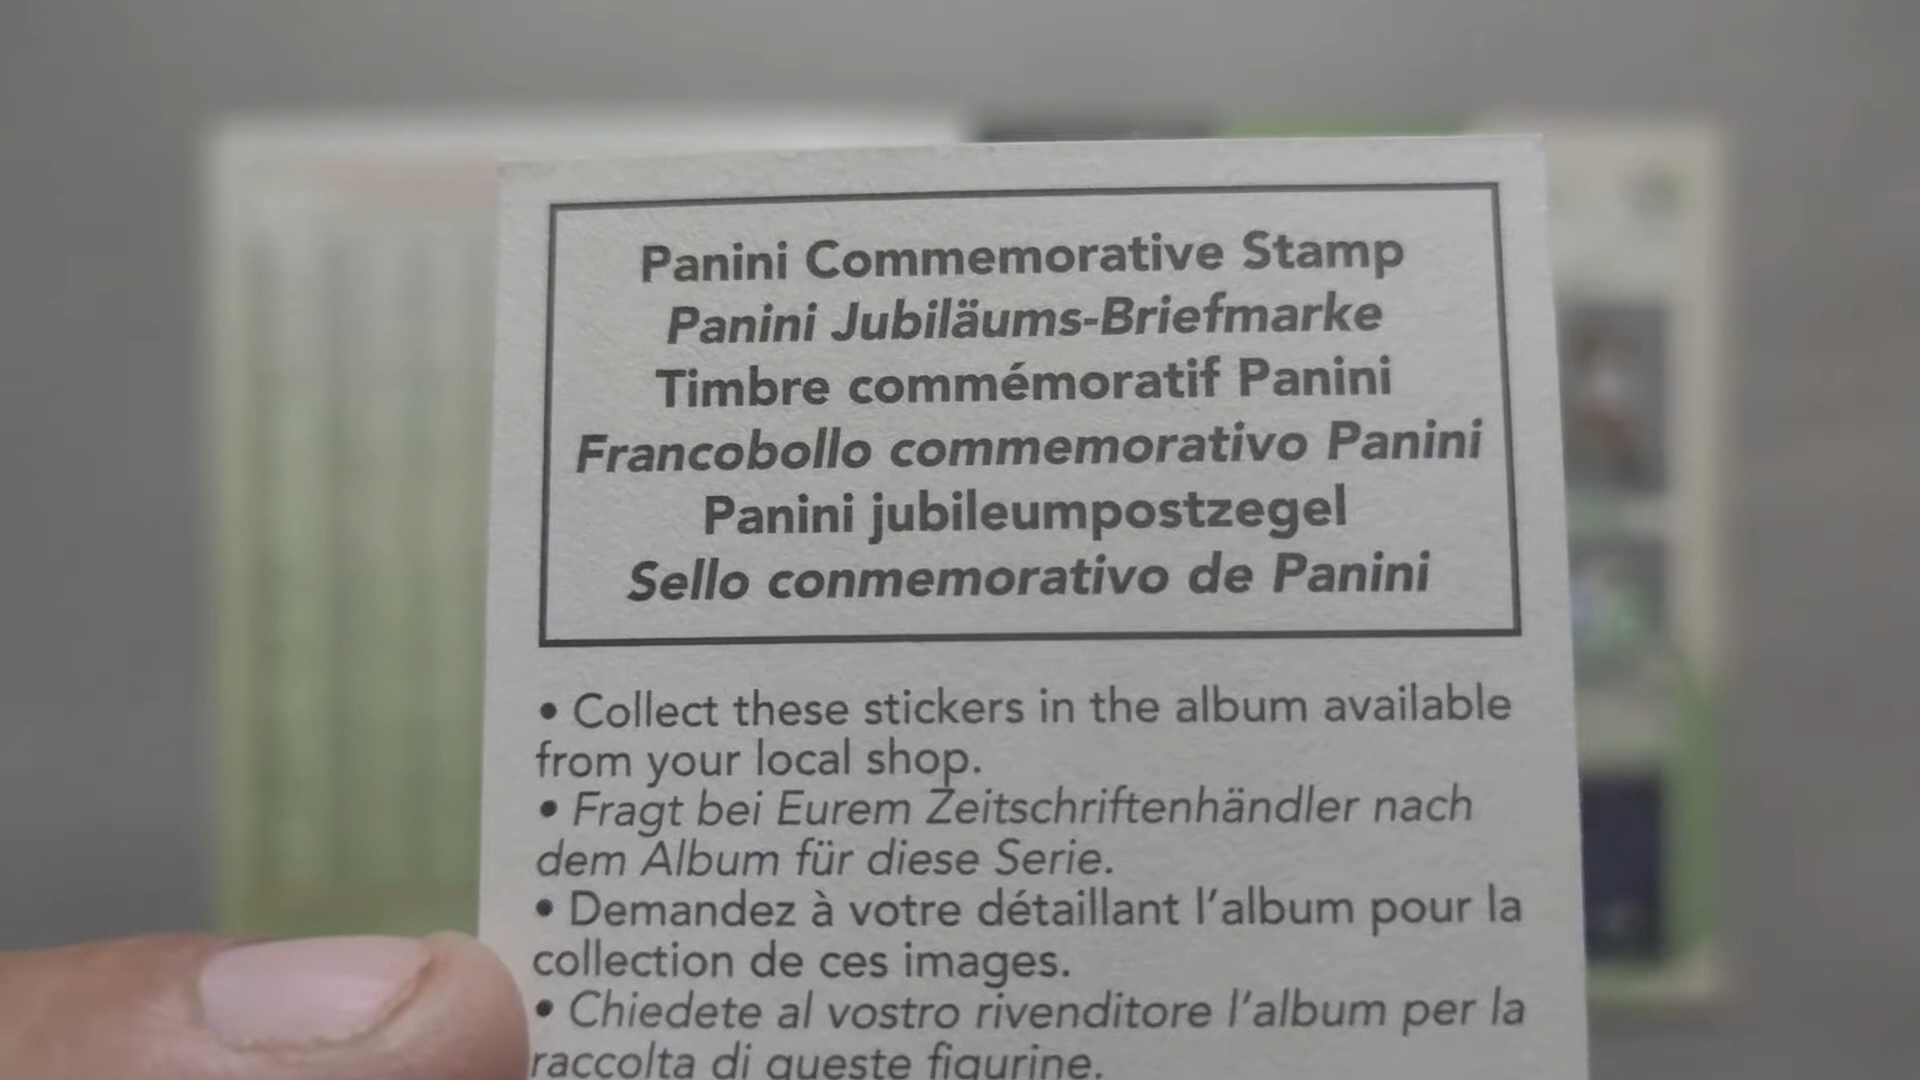 Panini Commemorative Stamp
Panini Jubiläums-Briefmarke
Timbre commémoratif Panini
Francobollo commemorativo Panini
Panini jubileumpostzegel
Sello conmemorativo de Panini
• Collect these stickers in the album available
from your local shop.
• Fragt bei Eurem Zeitschriftenhändler nach
dem Album für diese Serie.
• Demandez à votre détaillant l'album pour la
collection de ces images.
• Chiedete al vostro rivenditore l'album per la
raccolta di queste figurine.